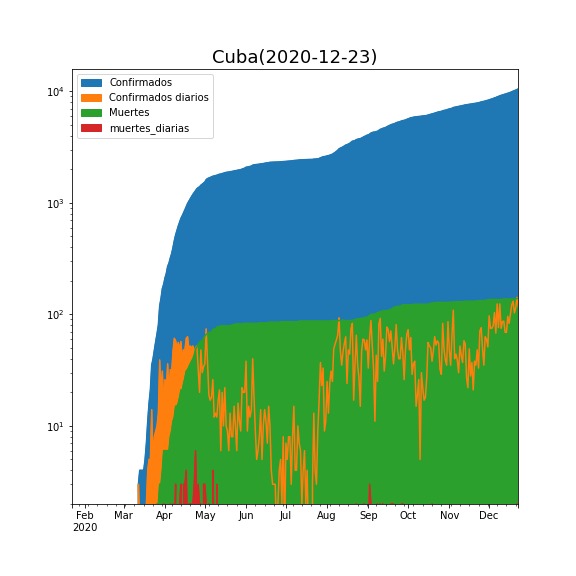 Cuba(2020-12-23)
Confirmados
Confirmados diarios
Muertes
muertes_diarias
10^4
10^3
10^2
10^1
Feb Mar Apr May Jun Jul Aug Sep Oct Nov Dec
2020